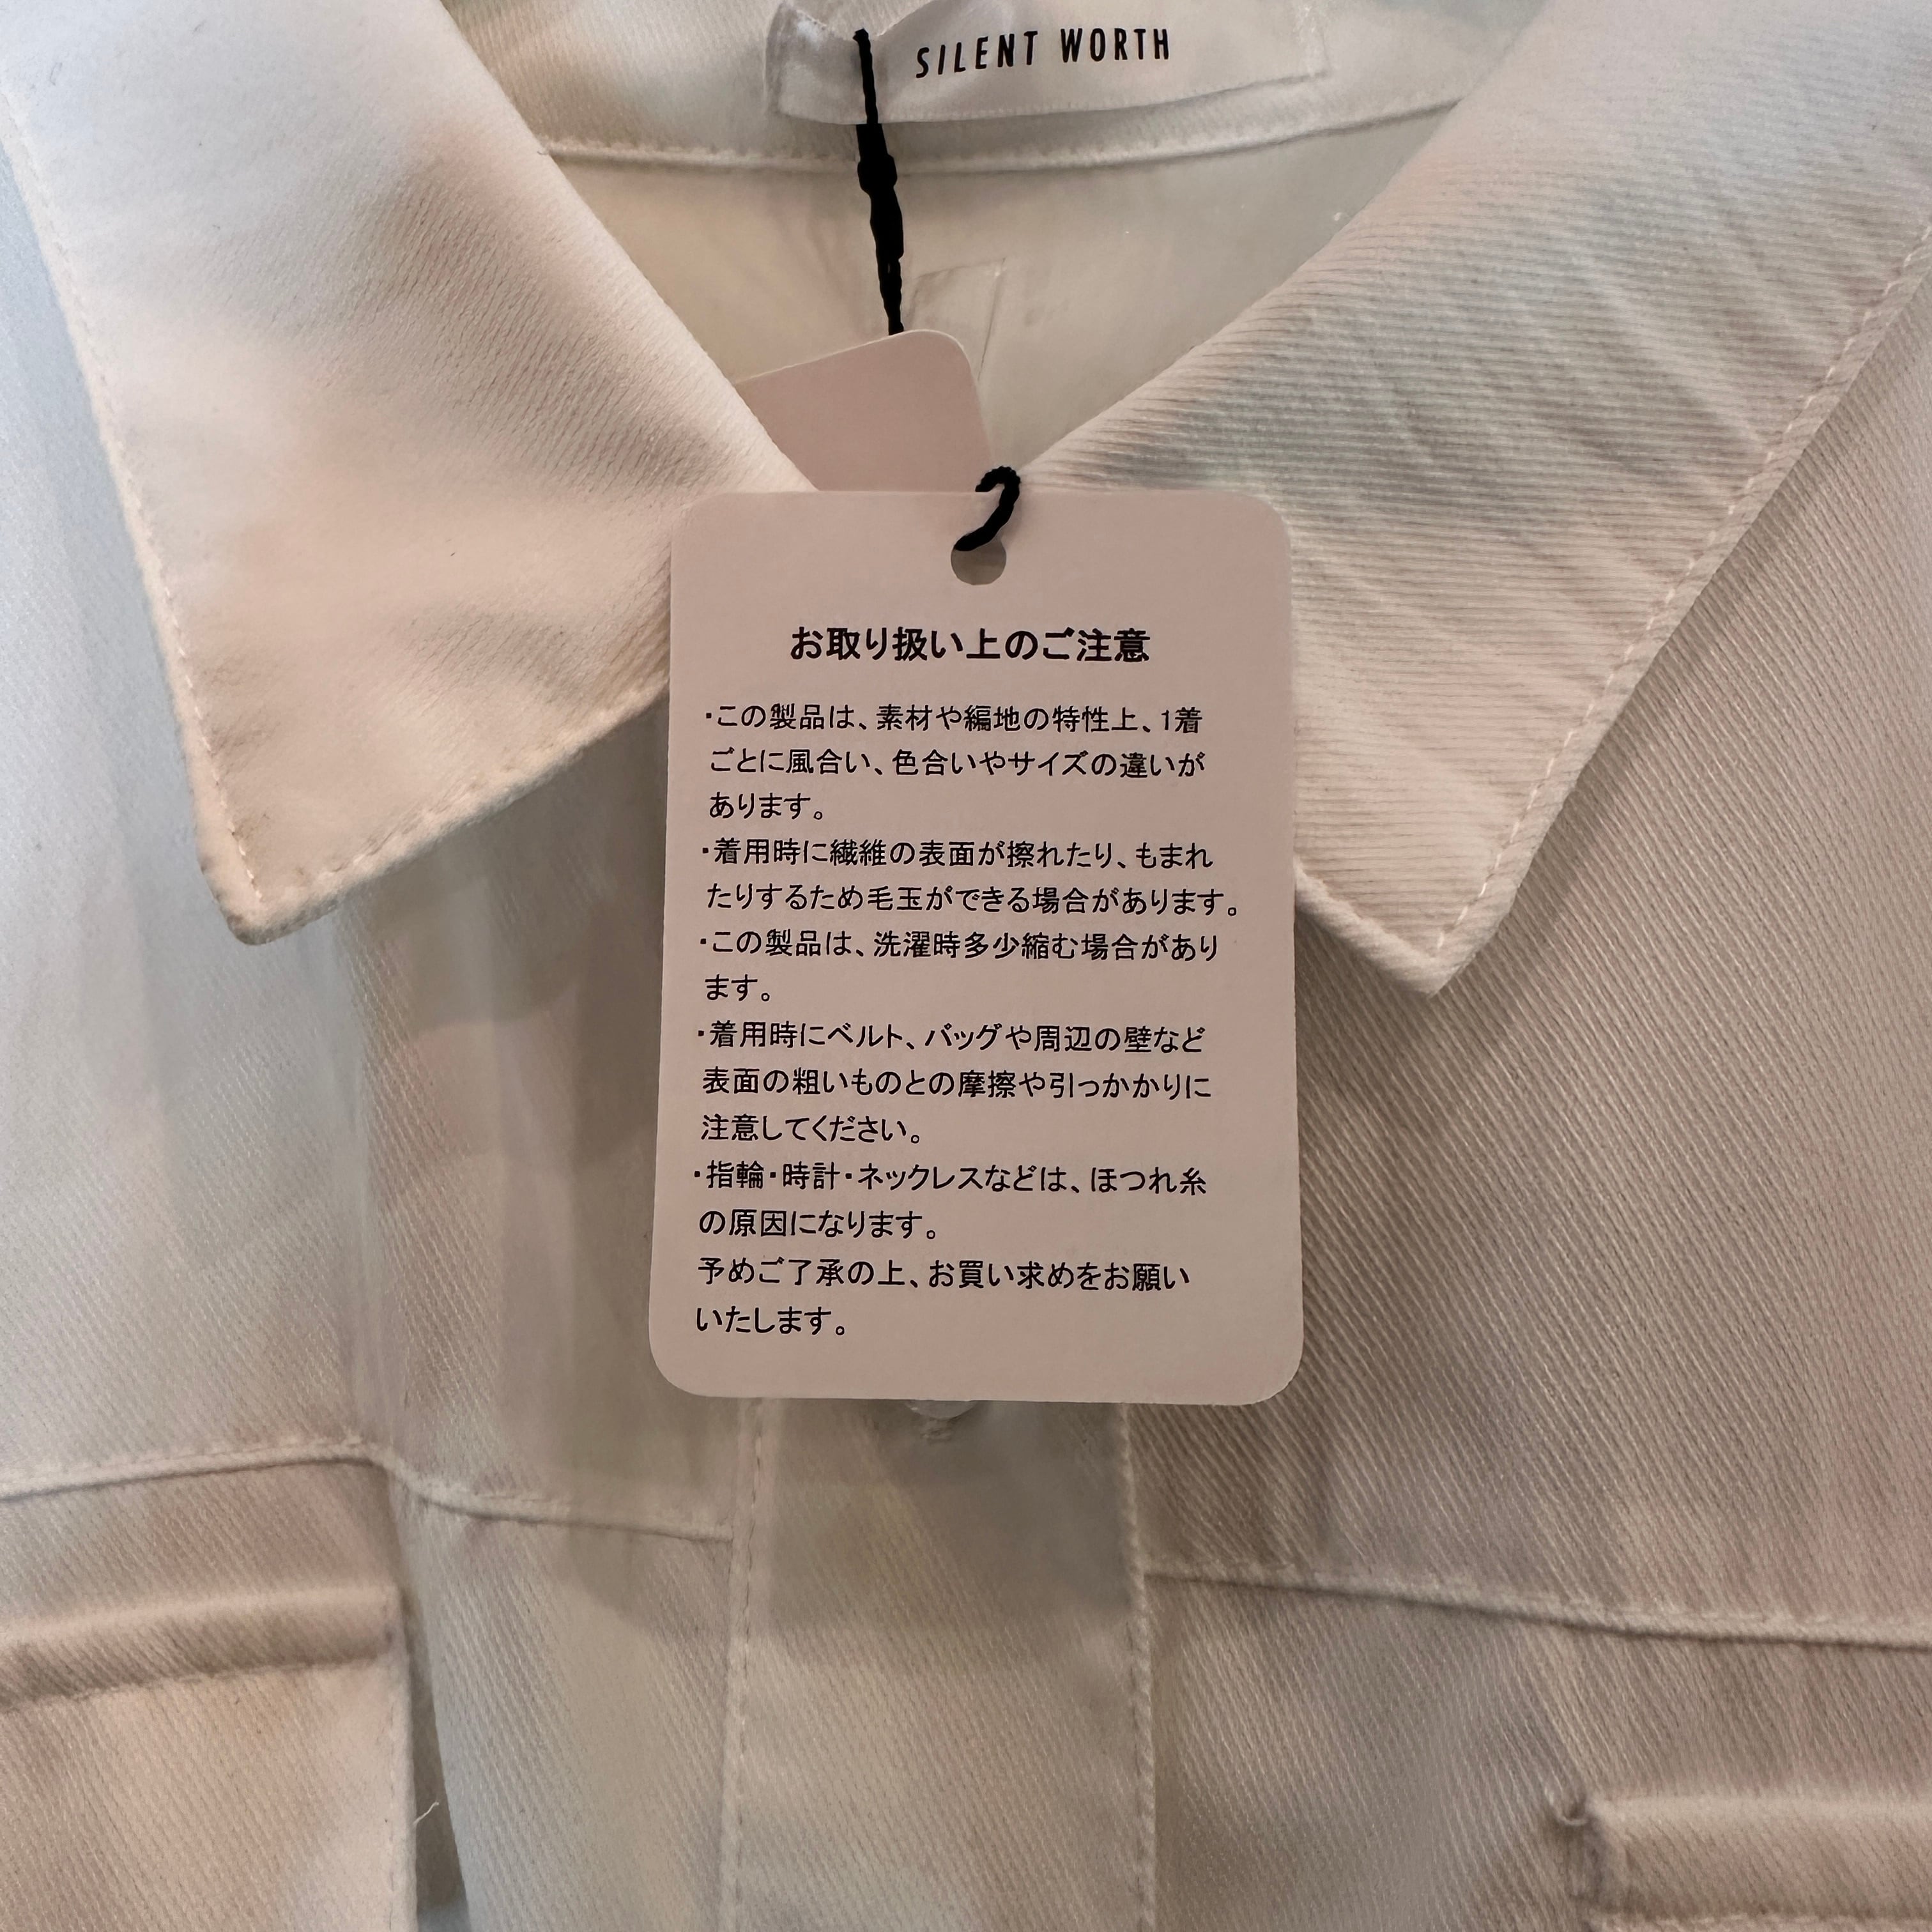 SILENT WORTH
お取り扱い上のご注意
・この製品は、素材や編地の特性上、1着
ごとに風合い、色合いやサイズの違いが
あります。
・着用時に繊維の表面が擦れたり、もまれ
たりするため毛玉ができる場合があります。
・この製品は、洗濯時多少縮む場合があり
ます。
・着用時にベルト、バッグや周辺の壁など
表面の粗いものとの摩擦や引っかかりに
注意してください。
・指輪・時計・ネックレスなどは、ほつれ糸
の原因になります。
予めご了承の上、お買い求めをお願い
いたします。